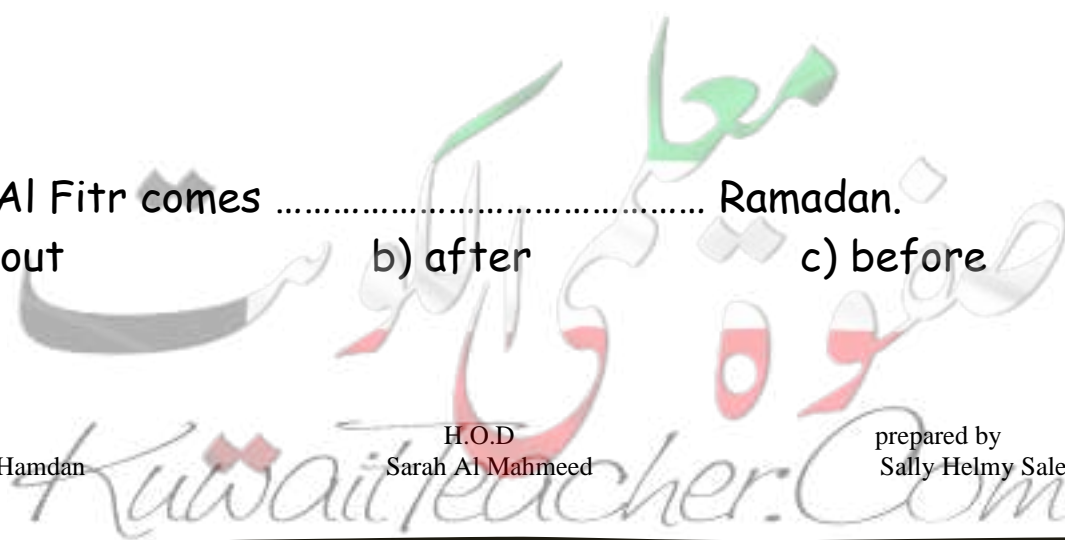 Al Fitr comes ........................................... Ramadan.
out b) after c) before
H.O.D prepared by
Hamdan Sarah Al Mahmeed Sally Helmy Sale
صفوة معلمى الكويت
KuwaitTeacher.Com